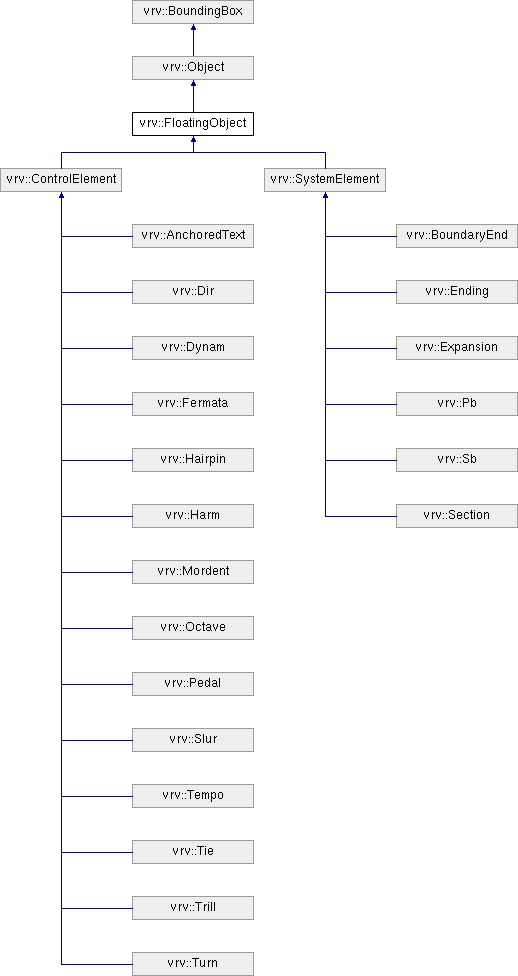 vrv::BoundingBox
vrv::Object
vrv::FloatingObject
vrv::ControlElement
vrv::SystemElement
vrv::AnchoredText
vrv::BoundaryEnd
vrv::Dir
vrv::Ending
vrv::Dynam
vrv::Expansion
vrv::Fermata
vrv::Pb
vrv::Hairpin
vrv::Sb
vrv::Harm
vrv::Section
vrv::Mordent
vrv::Octave
vrv::Pedal
vrv::Slur
vrv::Tempo
vrv::Tie
vrv::Trill
vrv::Turn